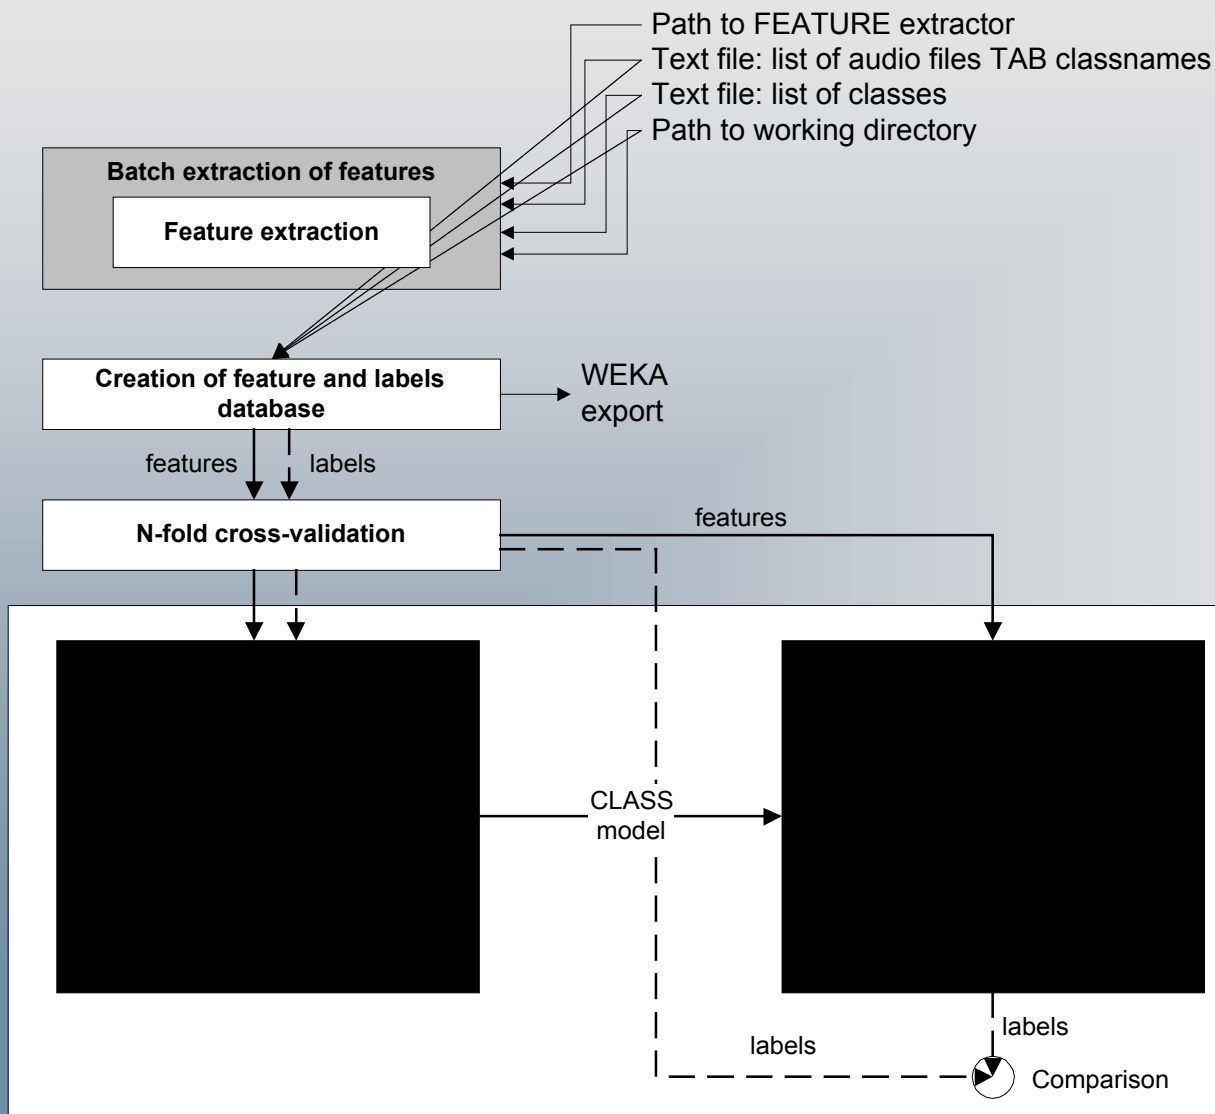 Path to FEATURE extractor
Text file: list of audio files TAB classnames
Text file: list of classes
Path to working directory
Batch extraction of features
Feature extraction
Creation of feature and labels
database
WEKA
export
features
labels
N-fold cross-validation
features
CLASS
model
labels
labels
Comparison